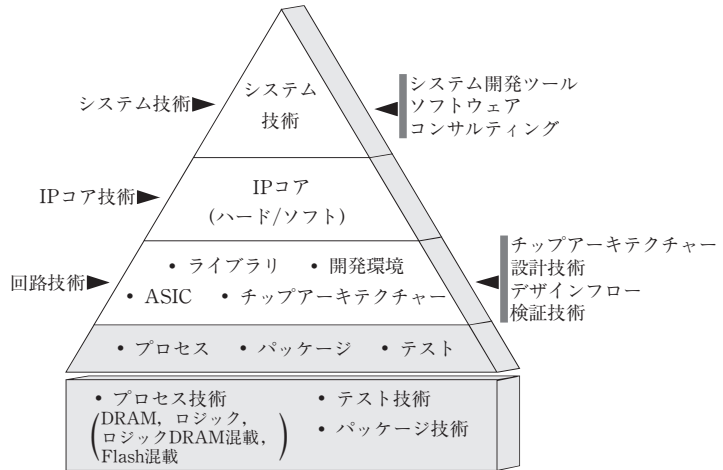 システム技術
システム
技術
システム開発ツール
ソフトウェア
コンサルティング
IPコア技術
IPコア
(ハード/ソフト)
回路技術
• ライブラリ • 開発環境
• ASIC • チップアーキテクチャー
チップアーキテクチャー
設計技術
デザインフロー
検証技術
• プロセス • パッケージ • テスト
• プロセス技術
(DRAM, ロジック,
ロジックDRAM混載,
Flash混載)
• テスト技術
• パッケージ技術